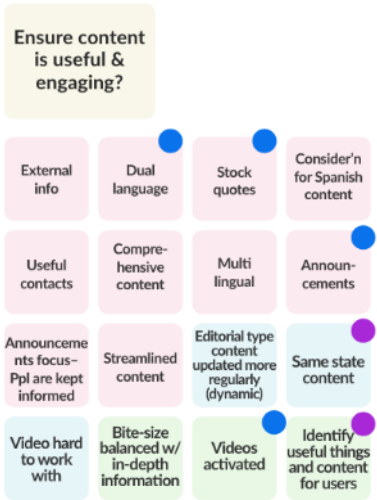 Ensure content
is useful &
engaging?
External
info
Dual
language
Stock
quotes
Consider'n
for Spanish
content
Useful
contacts
Compre-
hensive
content
Multi
lingual
Announ-
cements
Announceme
nts focus–
Ppl are kept
informed
Streamlined
content
Editorial type
content
updated more
regularly
(dynamic)
Same state
content
Video hard
to work
with
Bite-size
balanced w/
in-depth
information
Videos
activated
Identify
useful things
and content
for users